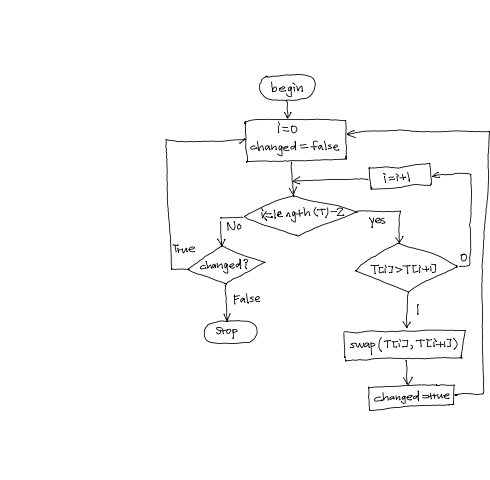 begin
i=0
changed=false
i=i+1
i<=length(T)-2
No
yes
True
changed?
T[i]>T[i+1]
0
False
1
Stop
swap(T[i],T[i+1])
changed=true